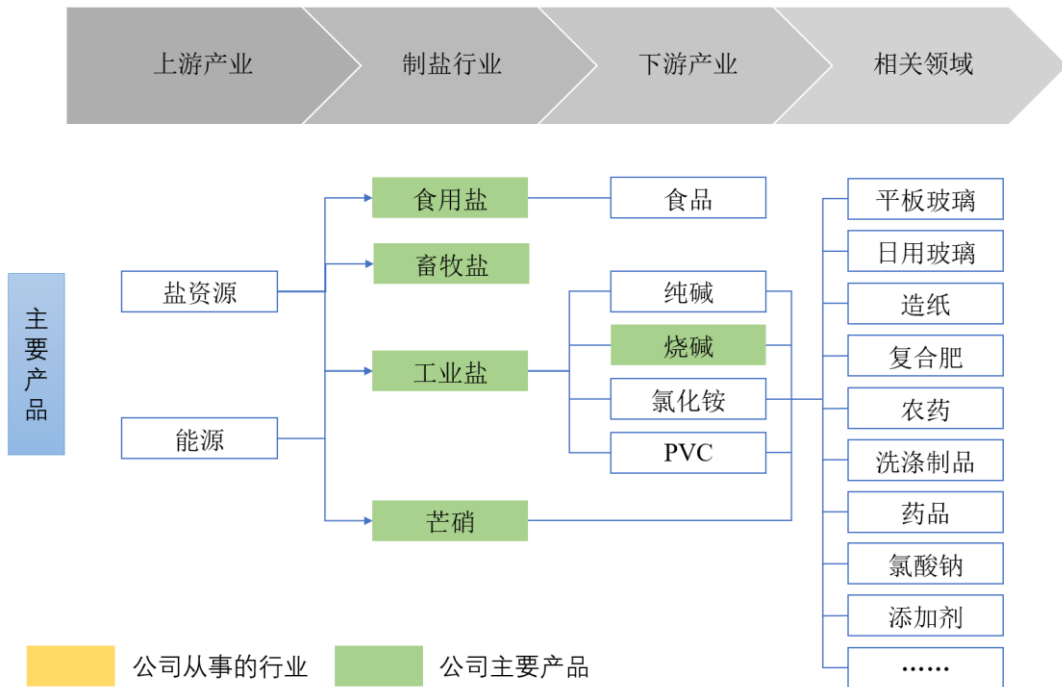 上游产业
制盐行业
下游产业
相关领域
主要产品
盐资源
能源
食用盐
畜牧盐
工业盐
芒硝
食品
纯碱
烧碱
氯化铵
PVC
平板玻璃
日用玻璃
造纸
复合肥
农药
洗涤制品
药品
氯酸钠
添加剂
……
公司从事的行业
公司主要产品